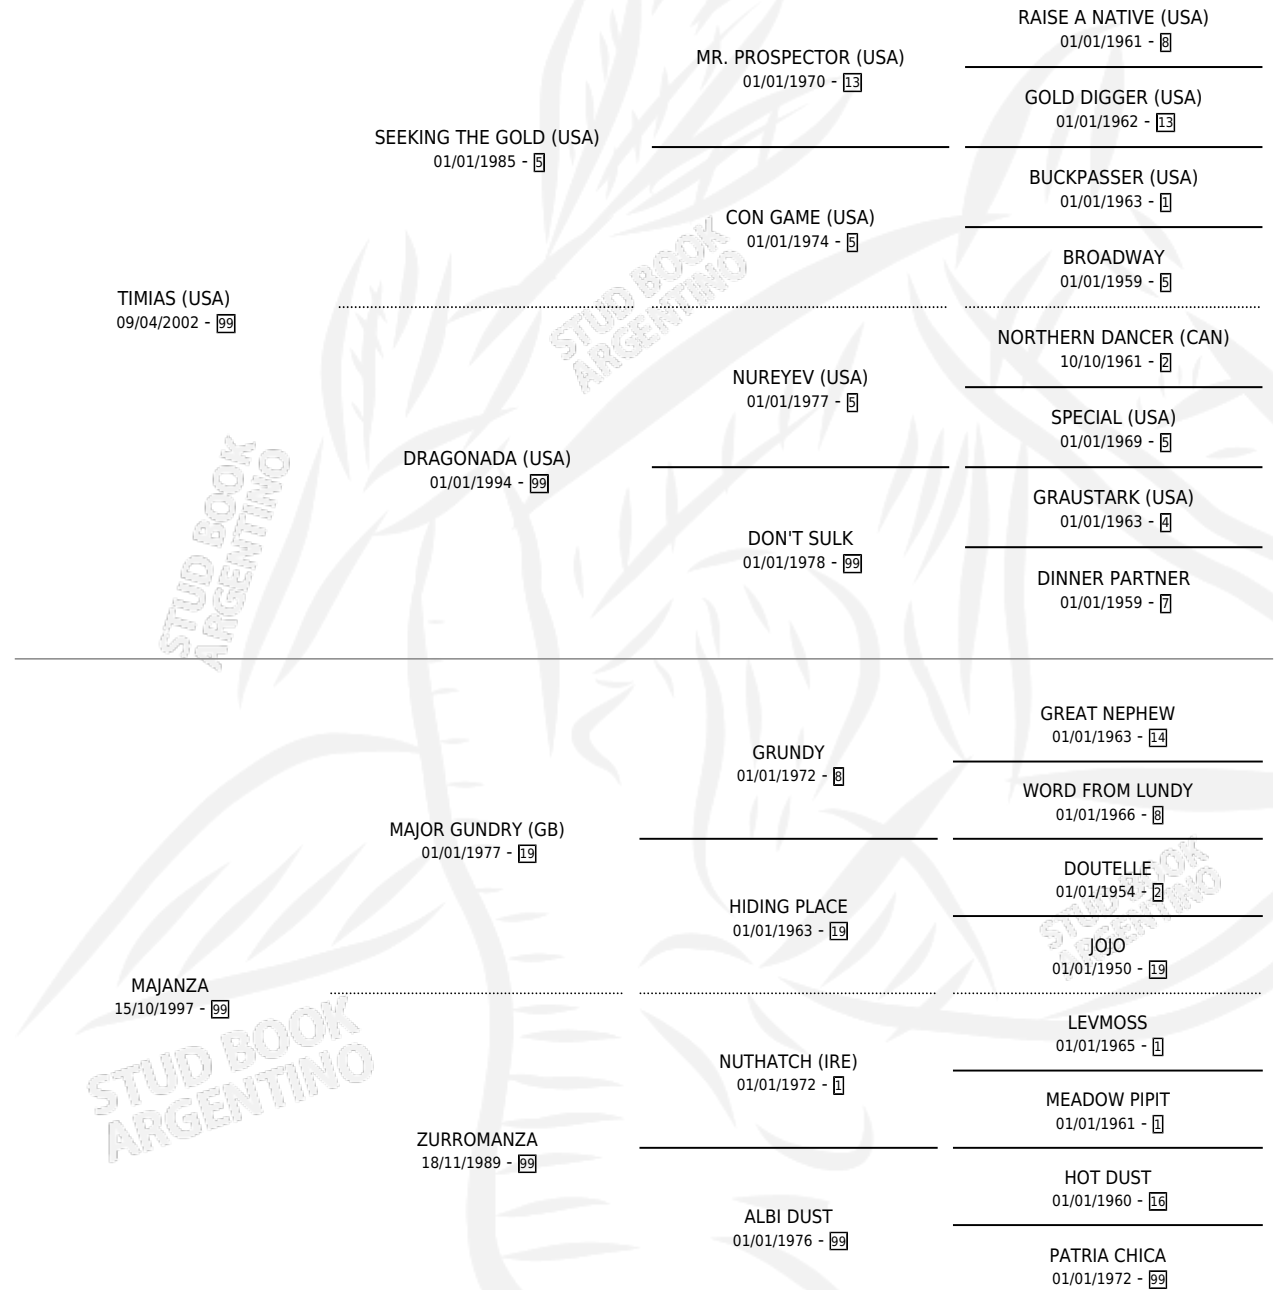 RAISE A NATIVE (USA)
01/01/1961 - 8
MR. PROSPECTOR (USA)
01/01/1970 - 13
GOLD DIGGER (USA)
01/01/1962 - 13
SEEKING THE GOLD (USA)
01/01/1985 - 5
BUCKPASSER (USA)
01/01/1963 - 1
CON GAME (USA)
01/01/1974 - 5
BROADWAY
01/01/1959 - 5
TIMIAS (USA)
09/04/2002 - 99
NORTHERN DANCER (CAN)
10/10/1961 - 2
NUREYEV (USA)
01/01/1977 - 5
SPECIAL (USA)
01/01/1969 - 5
DRAGONADA (USA)
01/01/1994 - 99
GRAUSTARK (USA)
01/01/1963 - 4
DON'T SULK
01/01/1978 - 99
DINNER PARTNER
01/01/1959 - 7
STUD BOOK
ARGENTINO
STUD BOOK
ARGENTINO
GREAT NEPHEW
01/01/1963 - 14
GRUNDY
01/01/1972 - 8
WORD FROM LUNDY
01/01/1966 - 8
MAJOR GUNDRY (GB)
01/01/1977 - 19
DOUTELLE
01/01/1954 - 2
HIDING PLACE
01/01/1963 - 19
JOJO
01/01/1950 - 19
MAJANZA
15/10/1997 - 99
LEVMOSS
01/01/1965 - 1
NUTHATCH (IRE)
01/01/1972 - 1
MEADOW PIPIT
01/01/1961 - 1
ZURROMANZA
18/11/1989 - 99
HOT DUST
01/01/1960 - 16
ALBI DUST
01/01/1976 - 99
PATRIA CHICA
01/01/1972 - 99
STUD BOOK
ARGENTINO
STUD BOOK
ARGENTINO